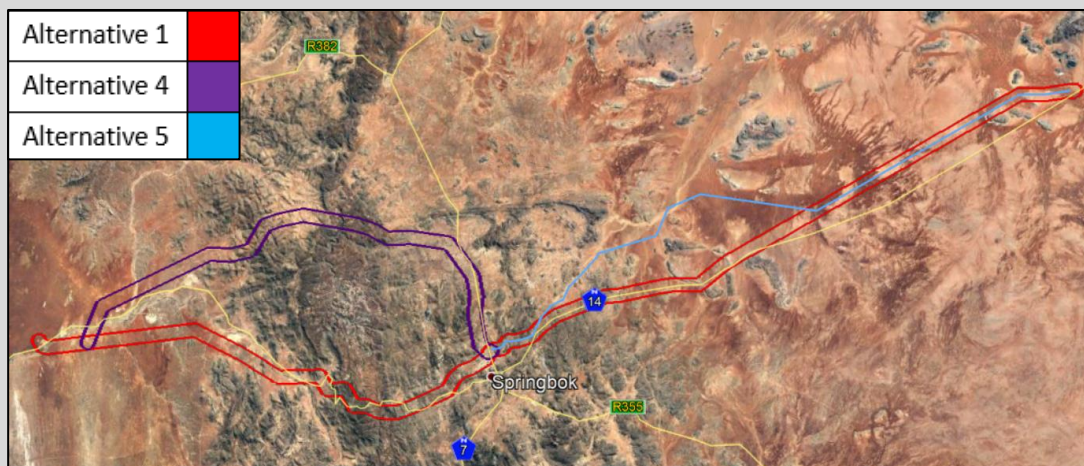 Alternative 1
Alternative 4
Alternative 5
R382
N
14
Springbok
R355
N
7